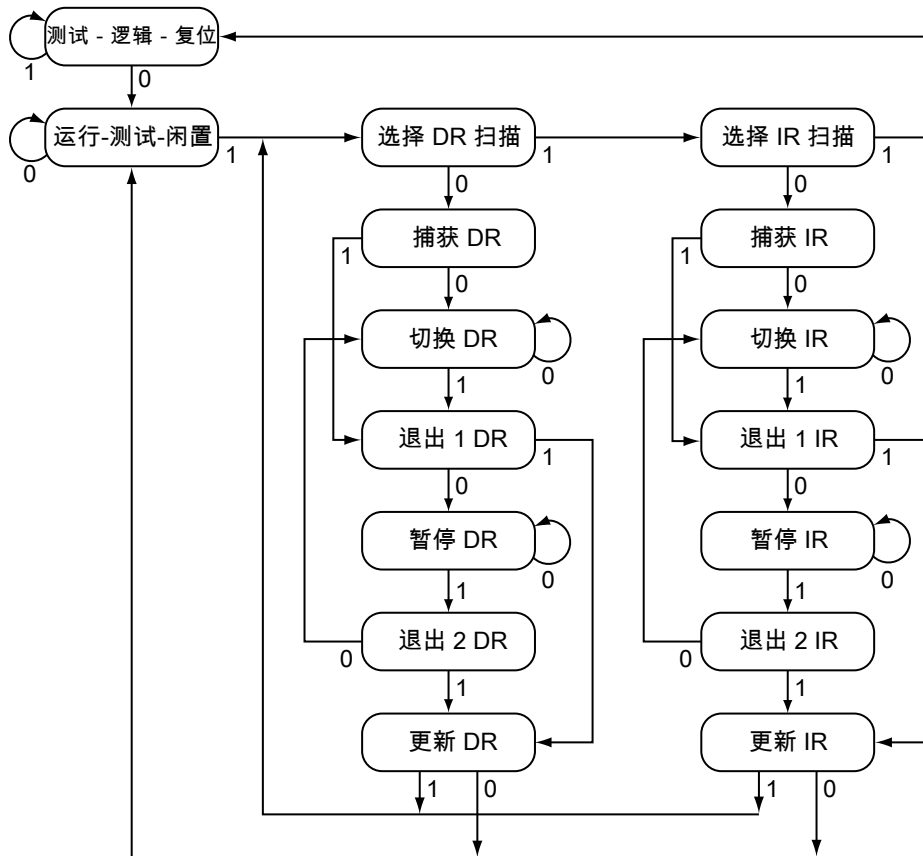 测试 - 逻辑 - 复位
1
0
运行-测试-闲置
0
1
选择 DR 扫描
1
选择 IR 扫描
1
0
0
捕获 DR
1
0
捕获 IR
1
0
切换 DR
0
1
切换 IR
0
1
退出 1 DR
1
0
退出 1 IR
1
0
暂停 DR
0
1
暂停 IR
0
1
退出 2 DR
0
1
退出 2 IR
0
1
更新 DR
1
0
更新 IR
1
0